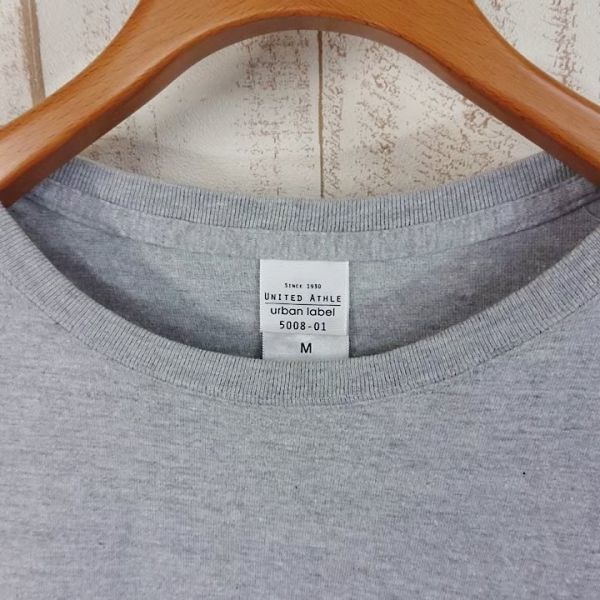 SINCE 1930
UNITED ATHLE
urban label
5008-01
M